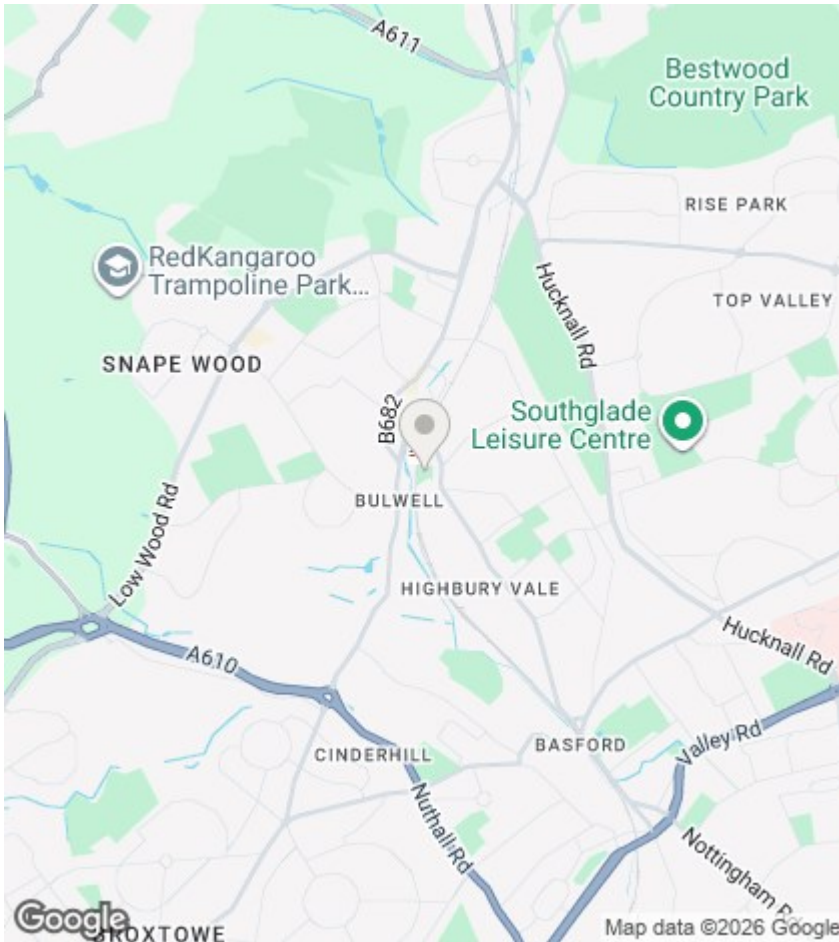 A611
Bestwood
Country Park
RISE PARK
RedKangaroo
Trampoline Park...
Hucknall Rd
TOP VALLEY
SNAPE WOOD
B682
Southglade
Leisure Centre
BULWELL
Low Wood Rd
HIGHBURY VALE
Hucknall Rd
A610
BASFORD
Valley Rd
CINDERHILL
Nuthall Rd
Nottingham Rd
Google
BROXTOWE
Map data ©2026 Google